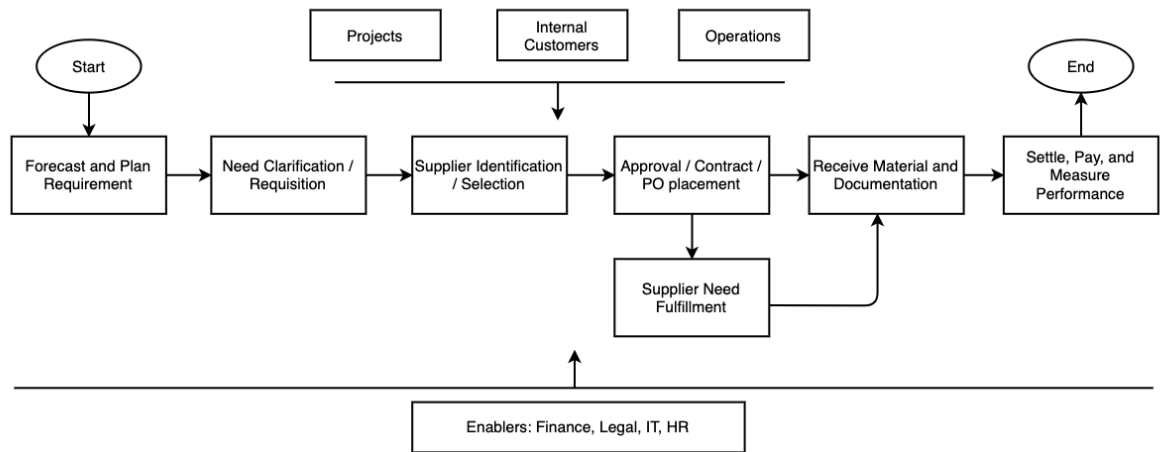 Projects
Internal
Customers
Operations
Start
End
Forecast and Plan
Requirement
Need Clarification /
Requisition
Supplier Identification
/ Selection
Approval / Contract /
PO placement
Receive Material and
Documentation
Settle, Pay, and
Measure
Performance
Supplier Need
Fulfillment
Enablers: Finance, Legal, IT, HR